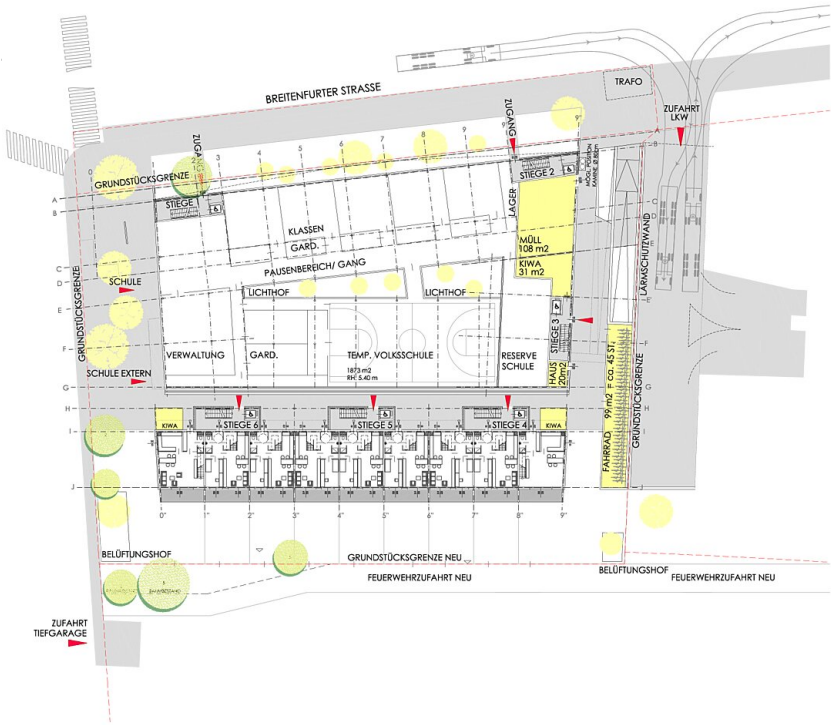 TRAFO
BREITENFURTER STRASSE
ZUFAHRT
LKW
ZUGANG
ZUGANG
0
2
4
5
6
7
8
9
9"
A
B
A
B
GRUNDSTÜCKSGRENZE
STIEGE 2
STIEGE
MÖGL. POSITION
LAGER
KLASSEN
GARD.
MÜLL
108 m2
C
D
E
LÄRMSCHUTZWAND
PAUSENBEREICH/ GANG
KIWA
31 m2
C
D
SCHULE
LICHTHOF
LICHTHOF
GRUNDSTÜCKSGRENZE
E
E
STIEGE 3
F
F
VERWALTUNG
GARD.
TEMP. VOLKSSCHULE
1873 m2
RH: 5.40 m
RESERVE
SCHULE
HAUS
20m2
SCHULE EXTERN
G
G
FAHRRAD 99 m2 = ca. 45 ST.
GRUNDSTÜCKSGRENZE
H
H
KIWA
STIEGE 6
STIEGE 5
STIEGE 4
KIWA
I
I
J
J
0"
1"
2"
3"
4"
5"
6"
7"
8"
9"
BELÜFTUNGSHOF
GRUNDSTÜCKSGRENZE NEU
BELÜFTUNGSHOF
FEUERWEHRZUFAHRT NEU
FEUERWEHRZUFAHRT NEU
ZUFAHRT
TIEFGARAGE